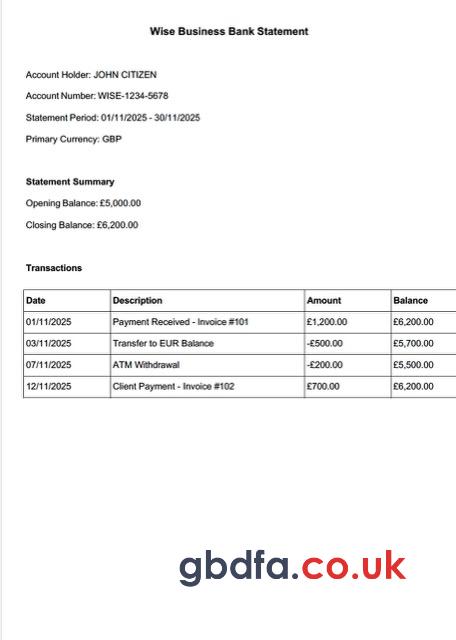 Wise Business Bank Statement
Account Holder: JOHN CITIZEN
Account Number: WISE-1234-5678
Statement Period: 01/11/2025 - 30/11/2025
Primary Currency: GBP
Statement Summary
Opening Balance: £5,000.00
Closing Balance: £6,200.00
Transactions
Date Description Amount Balance
01/11/2025 Payment Received - Invoice #101 £1,200.00 £6,200.00
03/11/2025 Transfer to EUR Balance -£500.00 £5,700.00
07/11/2025 ATM Withdrawal -£200.00 £5,500.00
12/11/2025 Client Payment - Invoice #102 £700.00 £6,200.00
gbdfa.co.uk